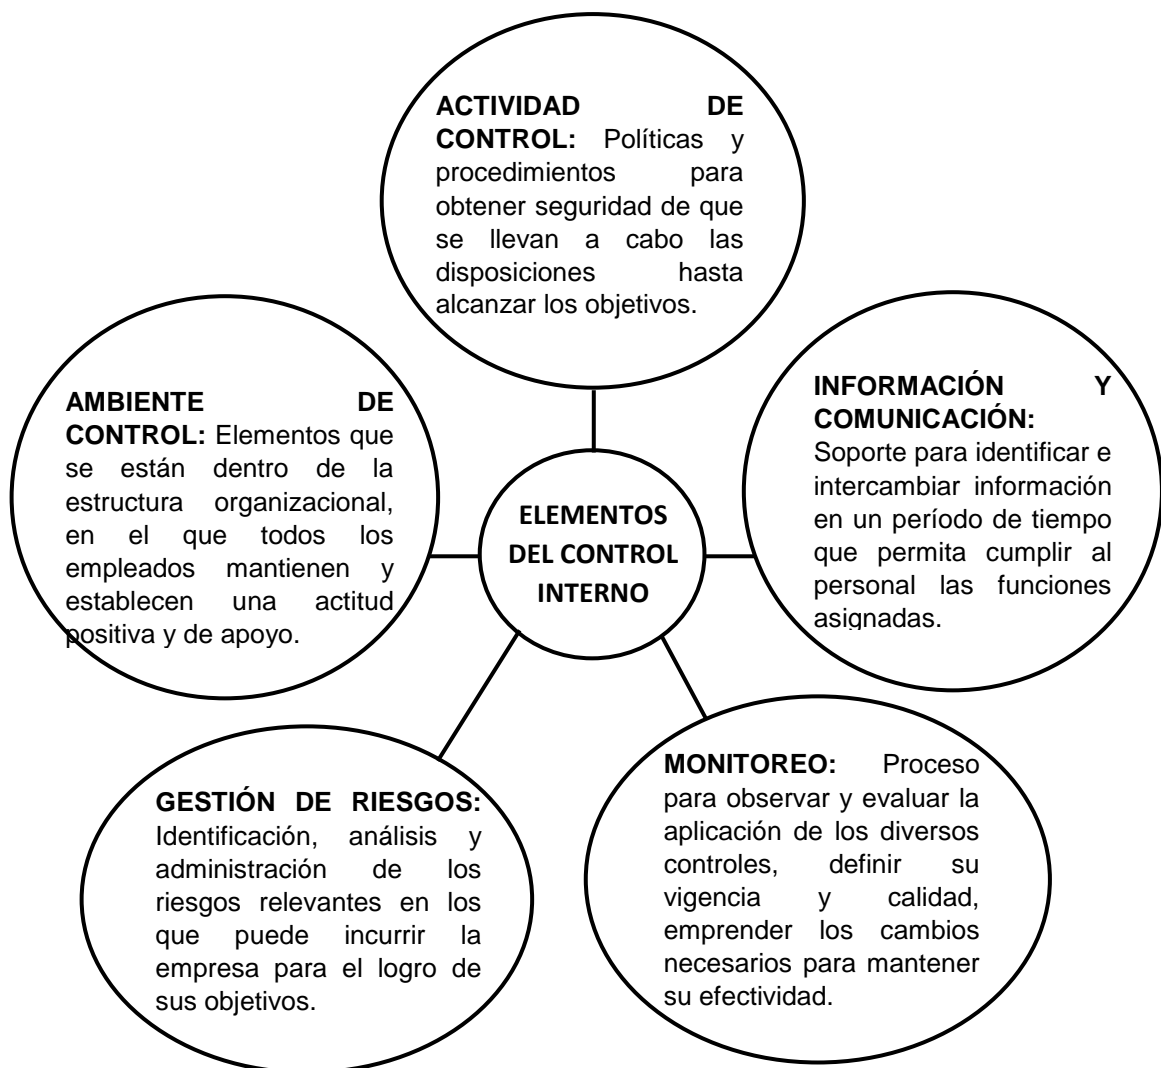 ACTIVIDAD DE
CONTROL: Políticas y
procedimientos para
obtener seguridad de que
se llevan a cabo las
disposiciones hasta
alcanzar los objetivos.
AMBIENTE DE
CONTROL: Elementos que
se están dentro de la
estructura organizacional,
en el que todos los
empleados mantienen y
establecen una actitud
positiva y de apoyo.
ELEMENTOS
DEL CONTROL
INTERNO
INFORMACIÓN Y
COMUNICACIÓN:
Soporte para identificar e
intercambiar información
en un período de tiempo
que permita cumplir al
personal las funciones
asignadas.
GESTIÓN DE RIESGOS:
Identificación, análisis y
administración de los
riesgos relevantes en los
que puede incurrir la
empresa para el logro de
sus objetivos.
MONITOREO: Proceso
para observar y evaluar la
aplicación de los diversos
controles, definir su
vigencia y calidad,
emprender los cambios
necesarios para mantener
su efectividad.